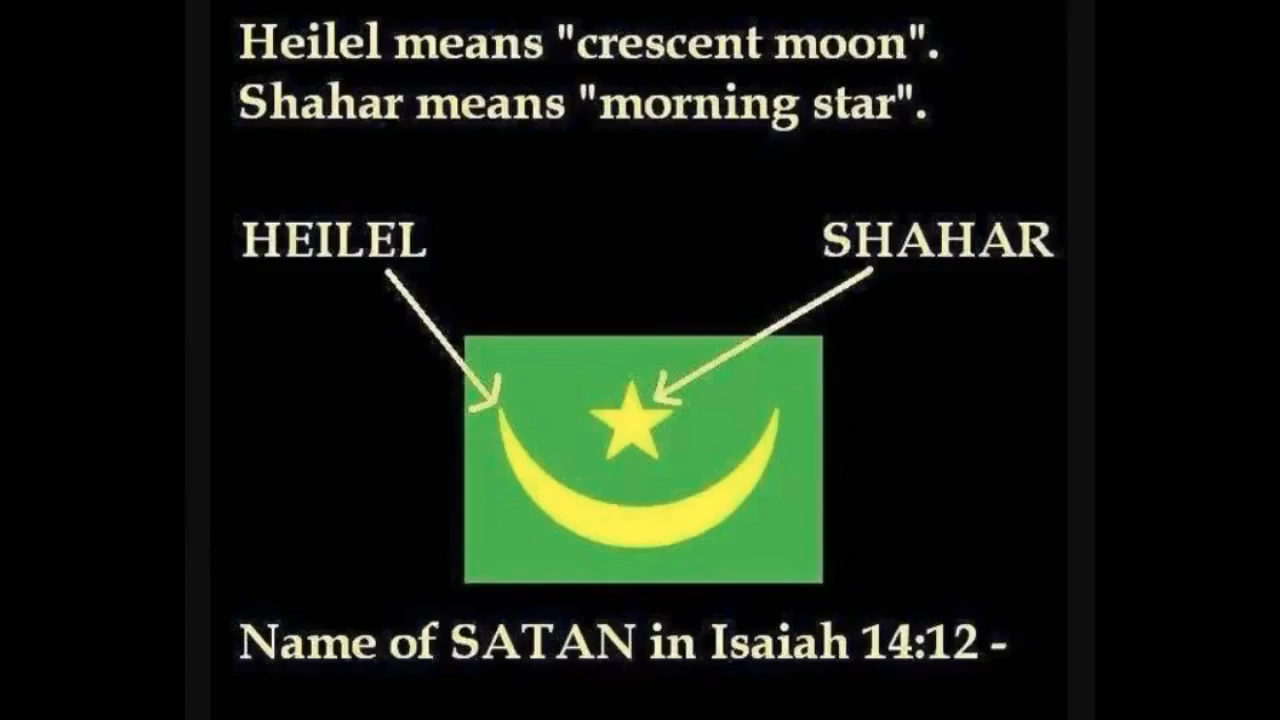 Heilel means "crescent moon".
Shahar means "morning star".
HEILEL SHAHAR
Name of SATAN in Isaiah 14:12 -